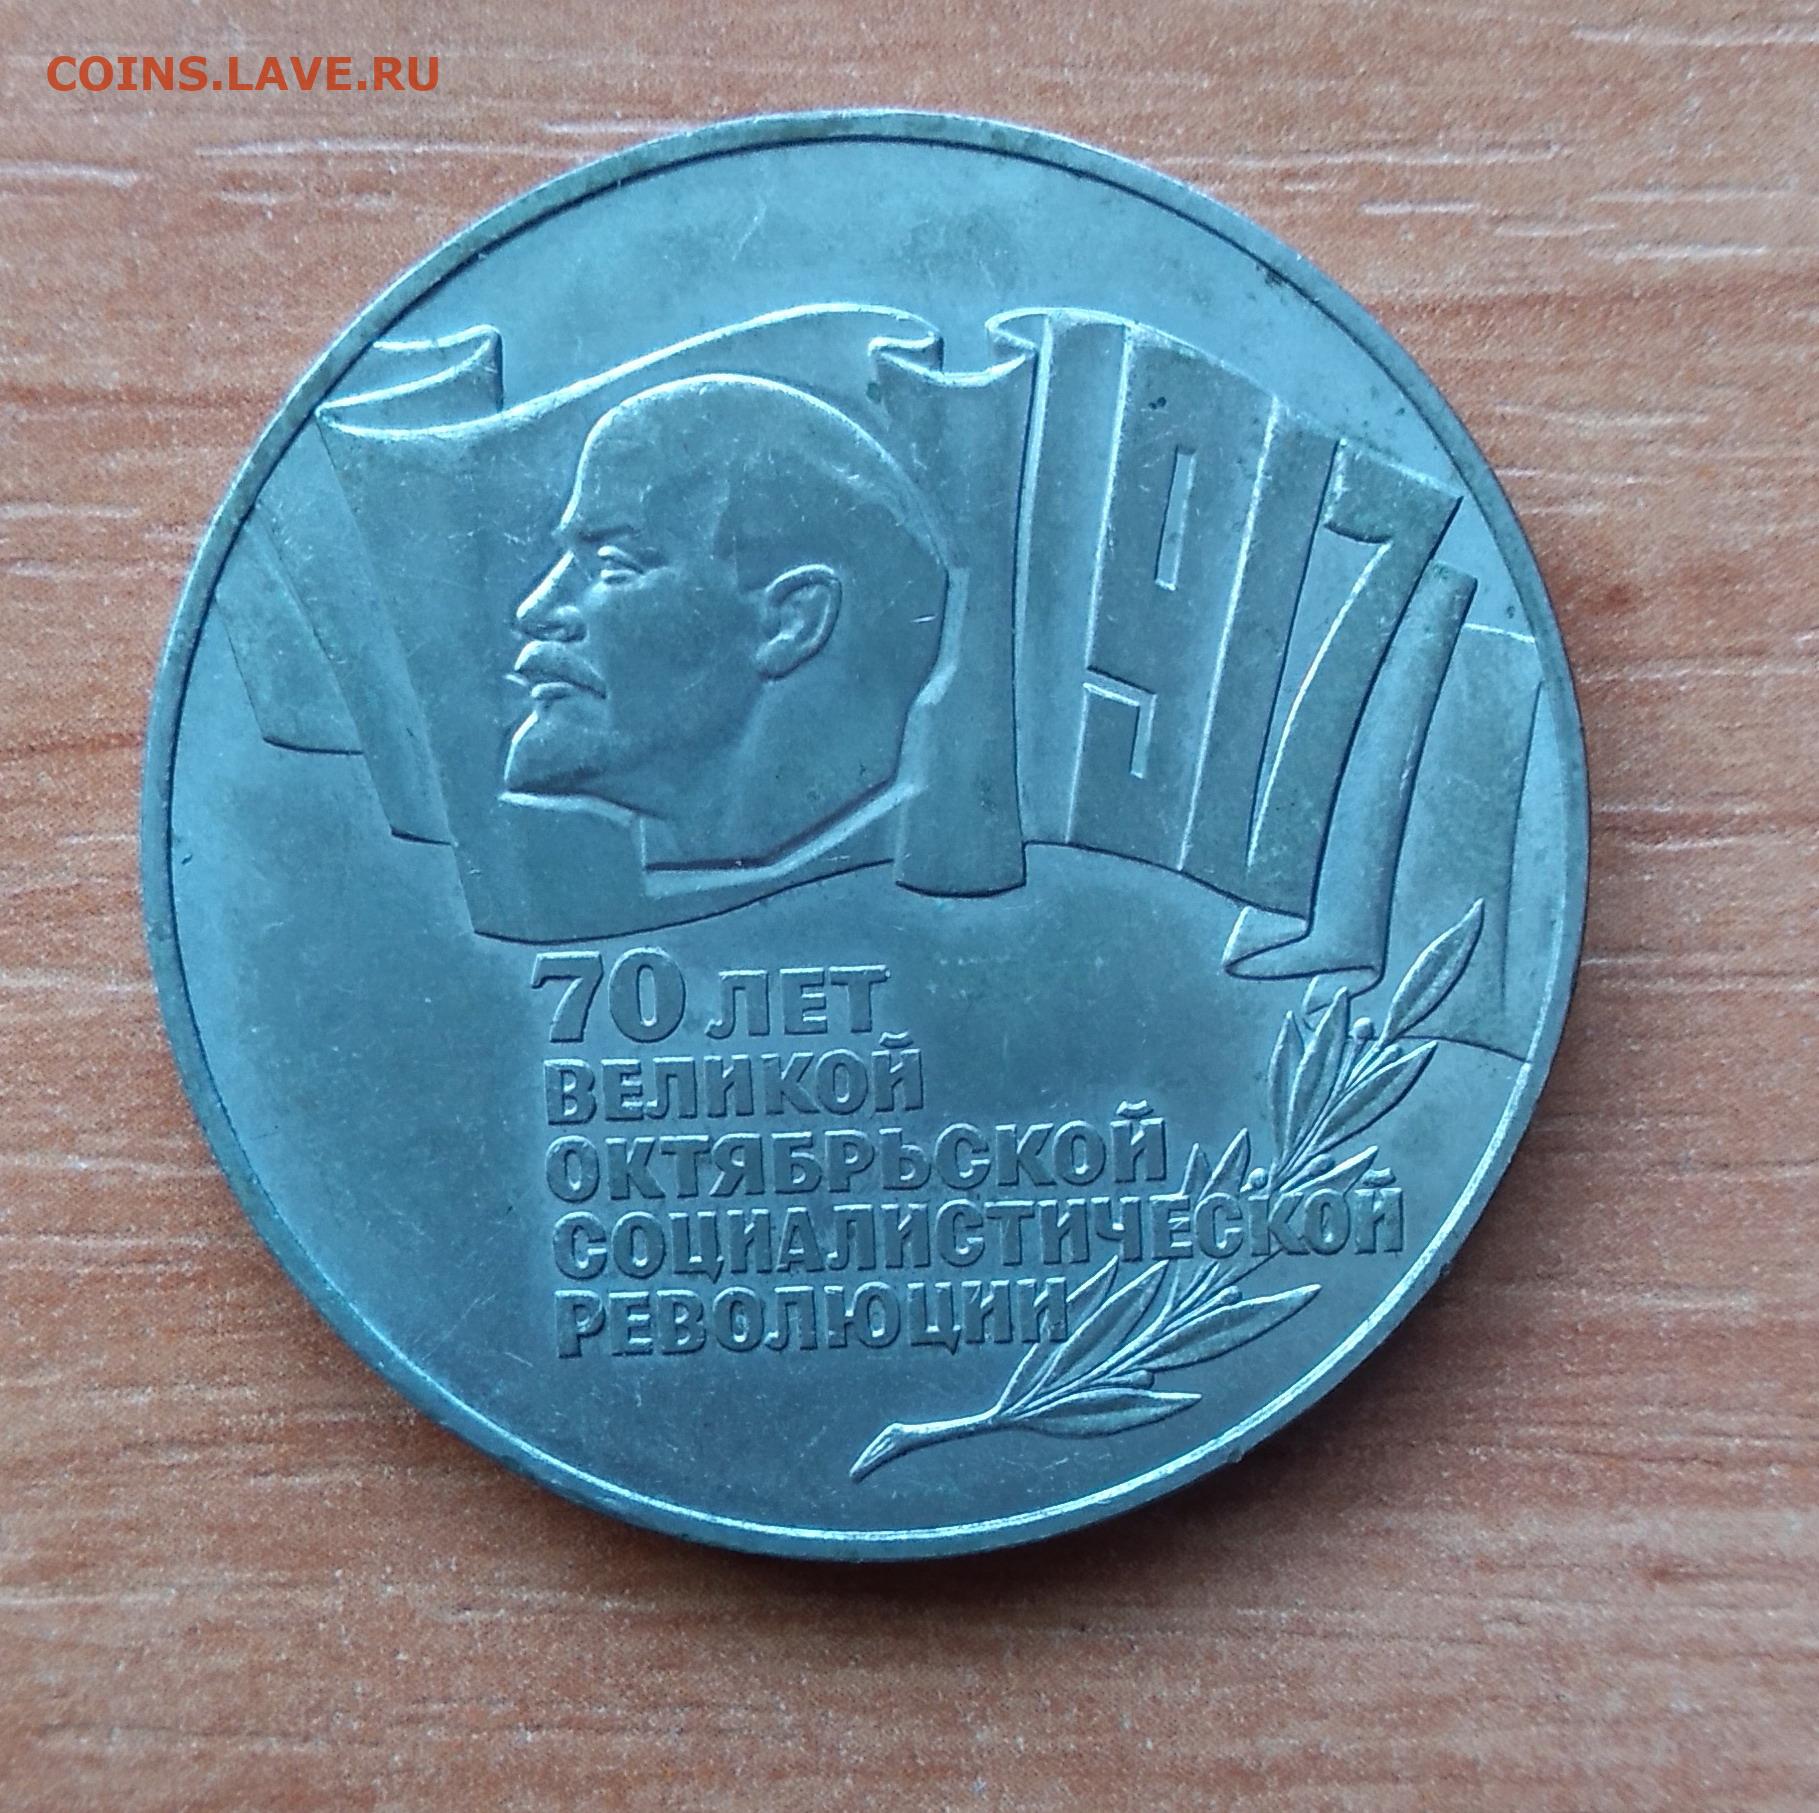 COINS.LAVE.RU
1917
70 ЛЕТ
ВЕЛИКОЙ
ОКТЯБРЬСКОЙ
СОЦИАЛИСТИЧЕСКОЙ
РЕВОЛЮЦИИ